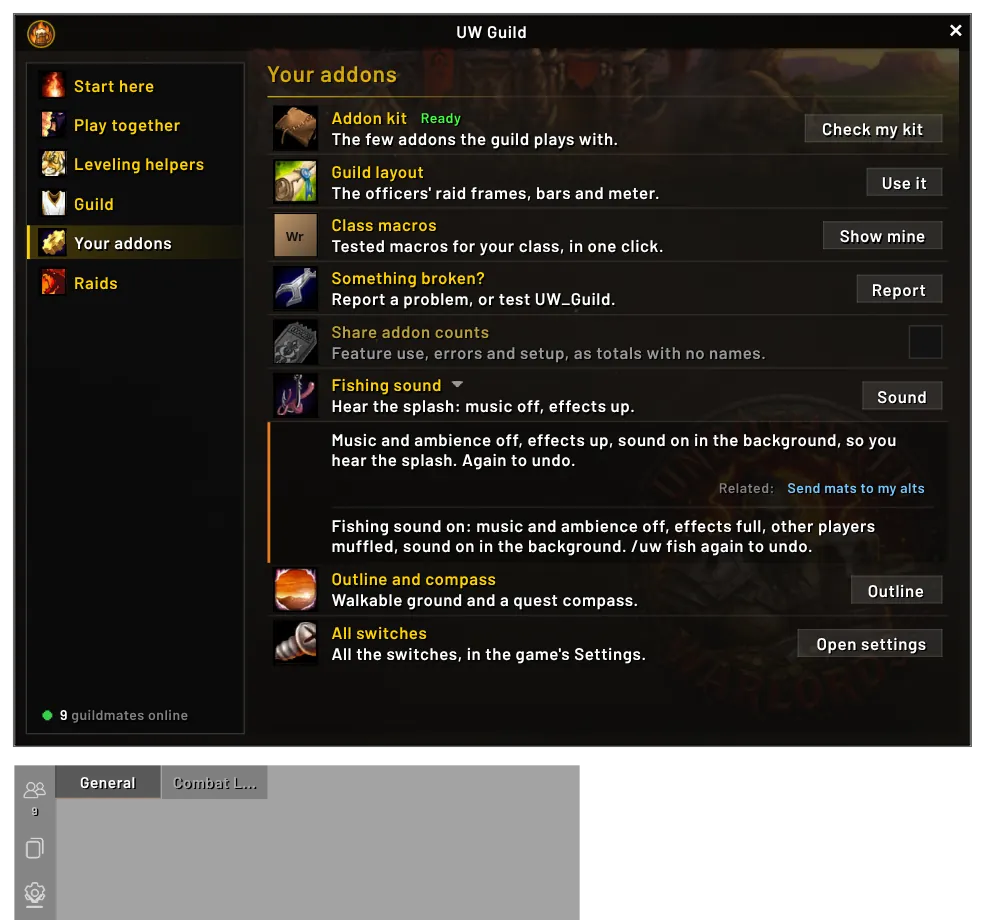 UW Guild
Start here
Play together
Leveling helpers
Guild
Your addons
Raids
9 guildmates online
Your addons
Addon kit Ready
The few addons the guild plays with.
Check my kit
Guild layout
The officers' raid frames, bars and meter.
Use it
Wr
Class macros
Tested macros for your class, in one click.
Show mine
Something broken?
Report a problem, or test UW_Guild.
Report
Share addon counts
Feature use, errors and setup, as totals with no names.
Fishing sound
Hear the splash: music off, effects up.
Sound
Music and ambience off, effects up, sound on in the background, so you
hear the splash. Again to undo.
Related: Send mats to my alts
Fishing sound on: music and ambience off, effects full, other players
muffled, sound on in the background. /uw fish again to undo.
Outline and compass
Walkable ground and a quest compass.
Outline
All switches
All the switches, in the game's Settings.
Open settings
General
Combat L...
9